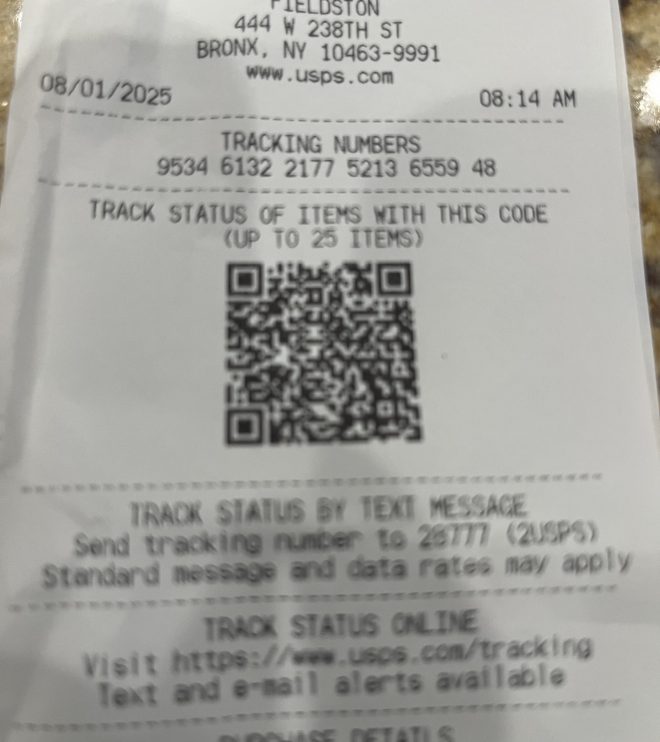 FIELDSTON
444 W 238TH ST
BRONX, NY 10463-9991
www.usps.com
08/01/2025 08:14 AM
TRACKING NUMBERS
9534 6132 2177 5213 6559 48
TRACK STATUS OF ITEMS WITH THIS CODE
(UP TO 25 ITEMS)
TRACK STATUS BY TEXT MESSAGE
Send tracking number to 28777 (2USPS)
Standard message and data rates may apply
TRACK STATUS ONLINE
Visit https://www.usps.com/tracking
Text and e-mail alerts available
PURCHASE DETAILS